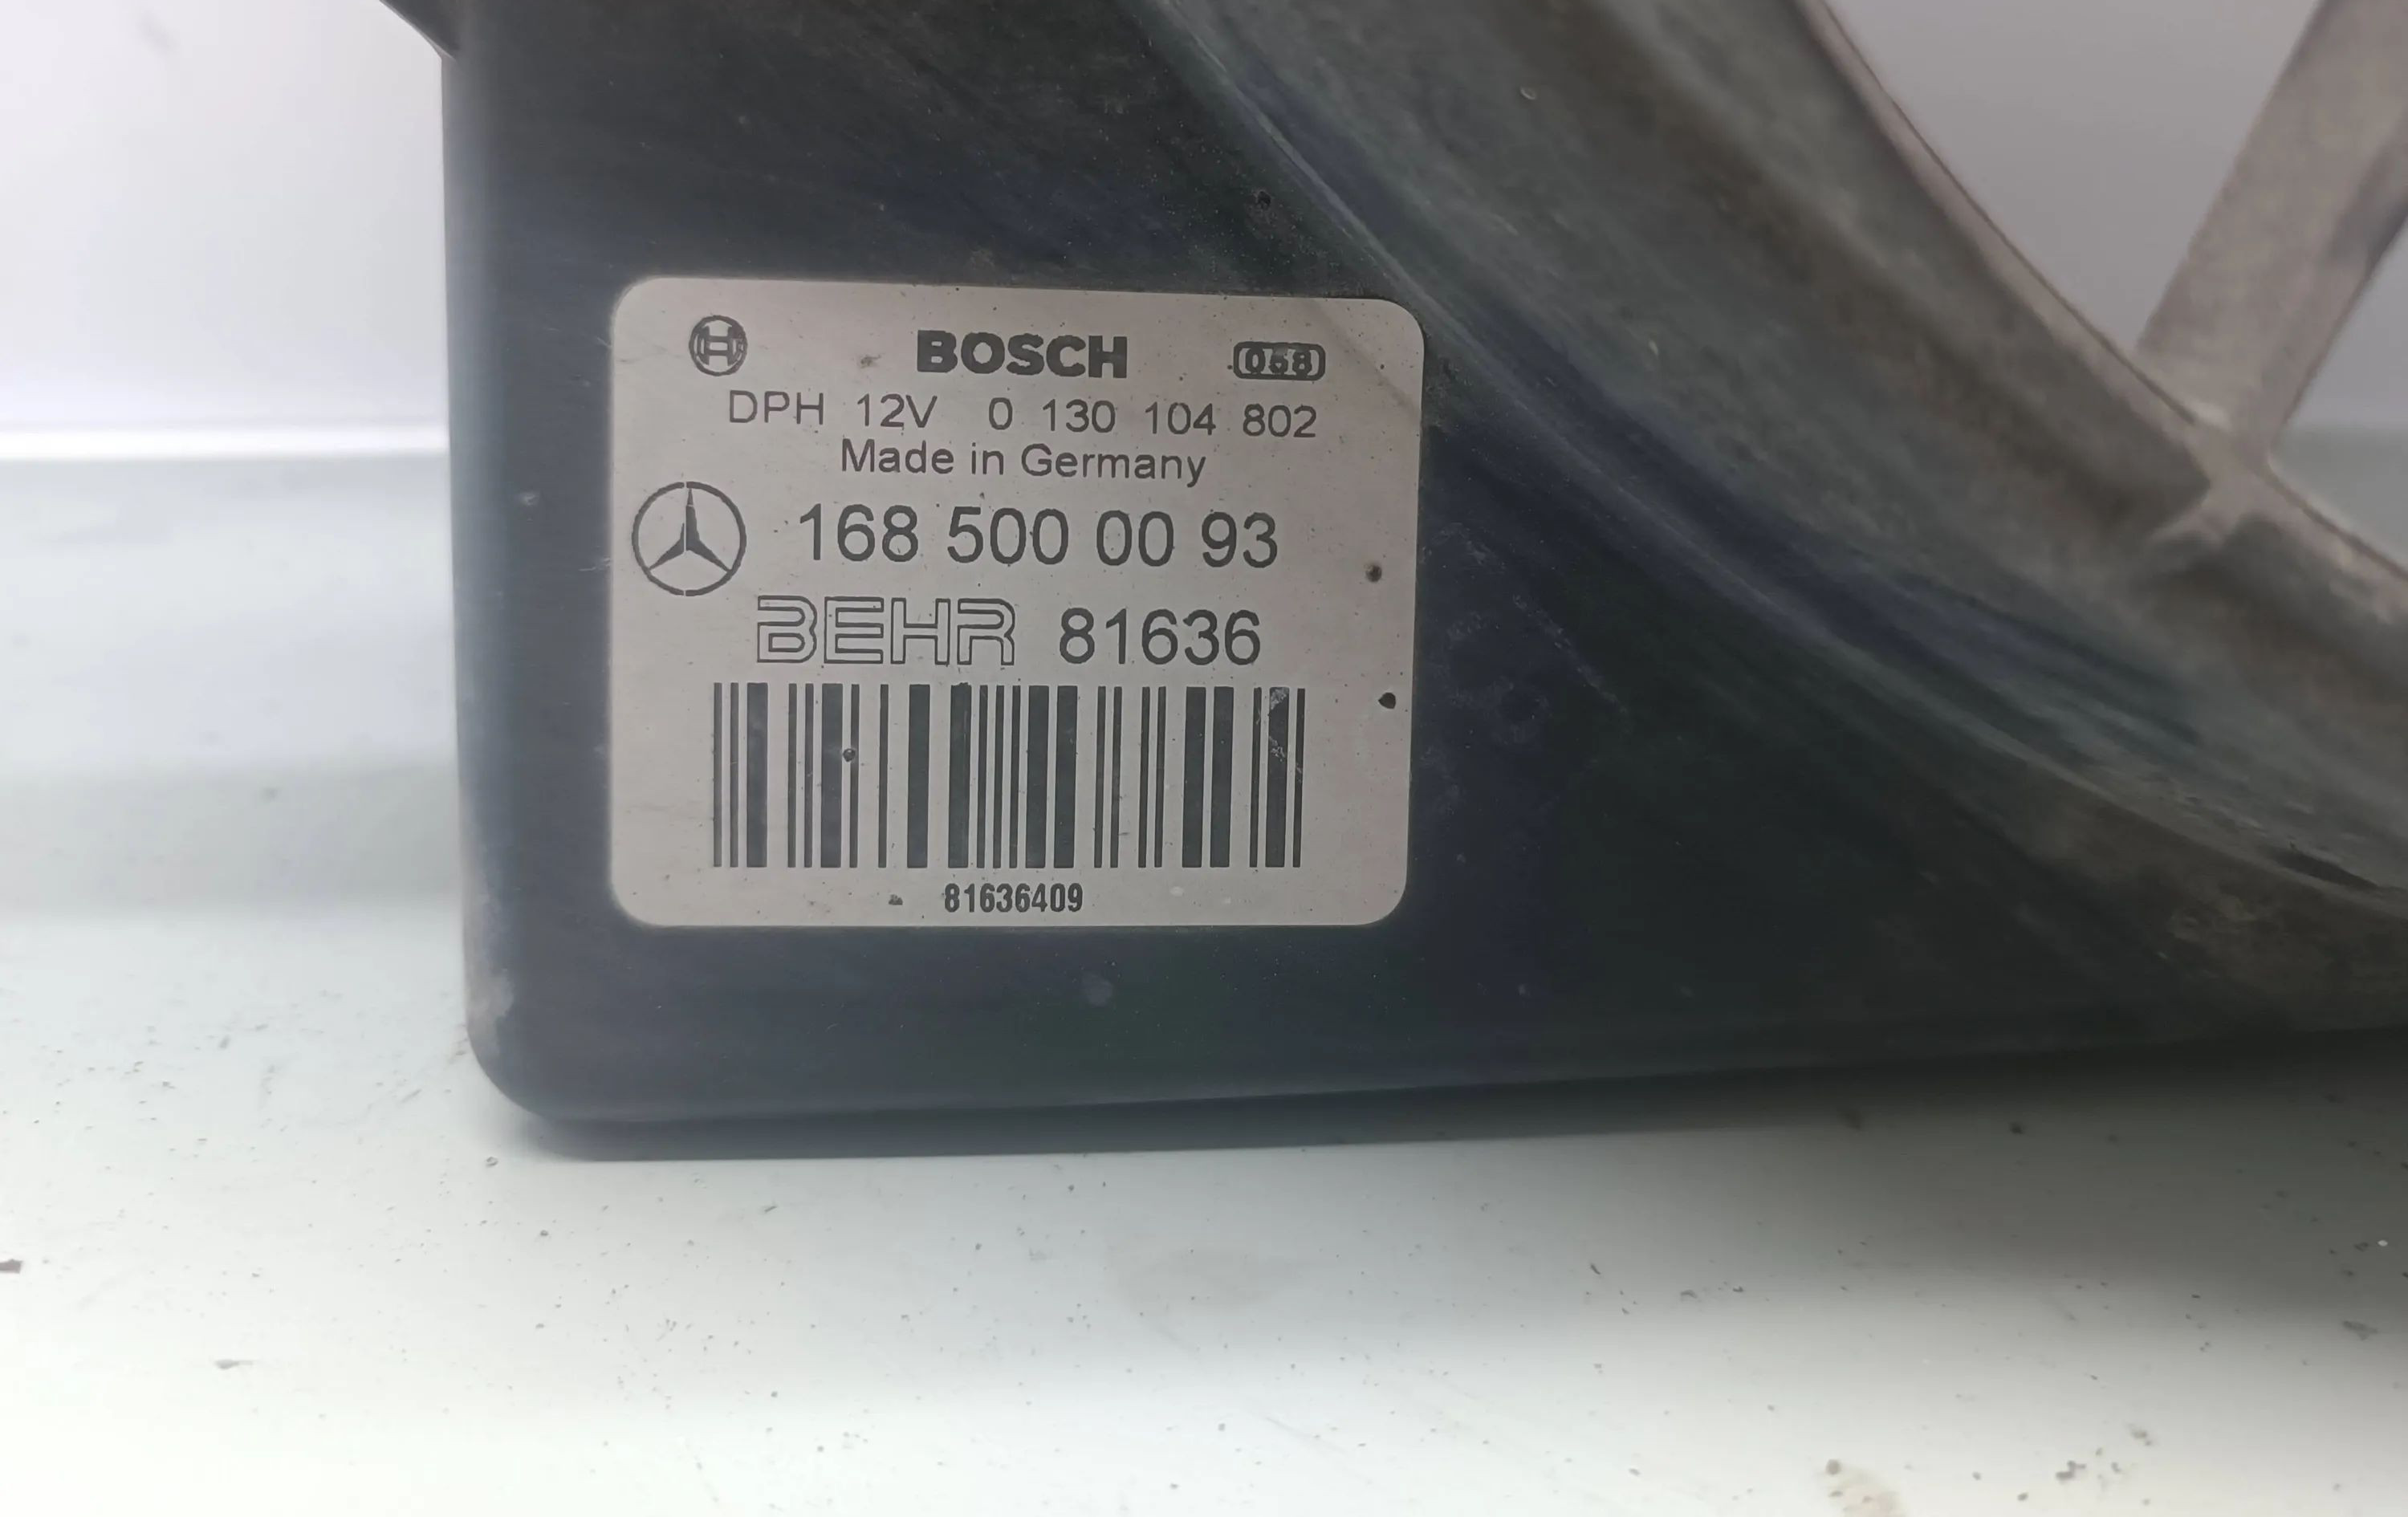 BOSCH 058
DPH 12V 0 130 104 802
Made in Germany
168 500 00 93
BEHR 81636
81636409